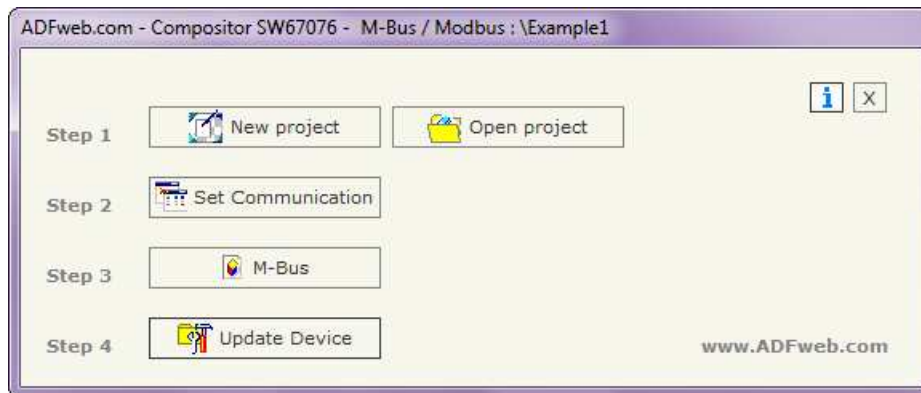 ADFweb.com - Compositor SW67076 - M-Bus / Modbus : \Example1
i X
Step 1 New project Open project
Step 2 Set Communication
Step 3 M-Bus
Step 4 Update Device
www.ADFweb.com